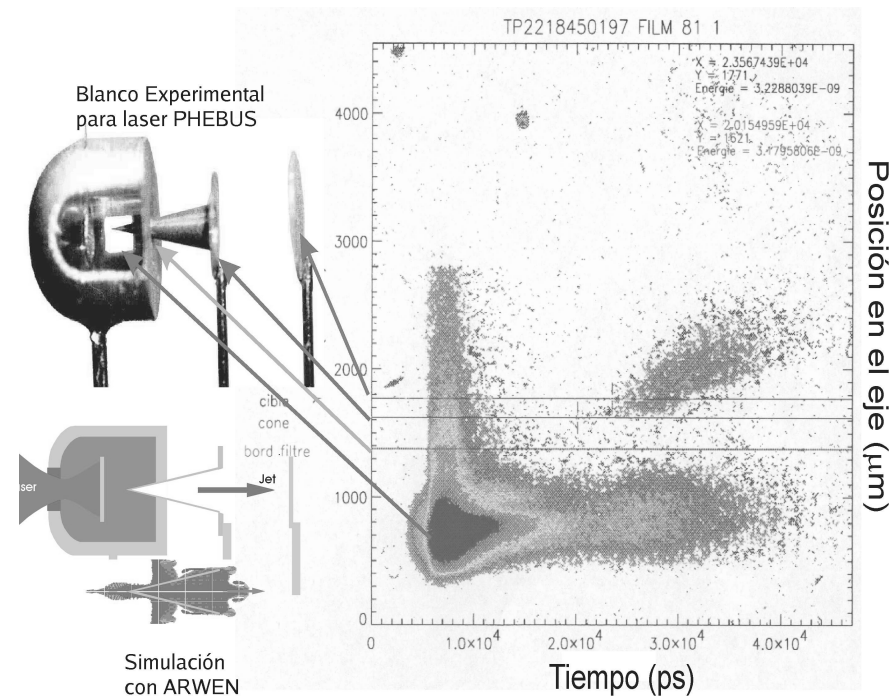 TP2218450197 FILM 81 1
X = 2.3567439E+04
Y = 1771.
Energie = 3.2288039E-09
X = 2.0154959E+04
Y = 1621
Energie = 3.1795806E-09
Blanco Experimental
para laser PHEBUS
4000
3000
2000
1000
0
cible
cone
bord filtre
Jet
user
0
1.0×10⁴
2.0×10⁴
3.0×10⁴
4.0×10⁴
Tiempo (ps)
Posición en el eje (μm)
Simulación
con ARWEN